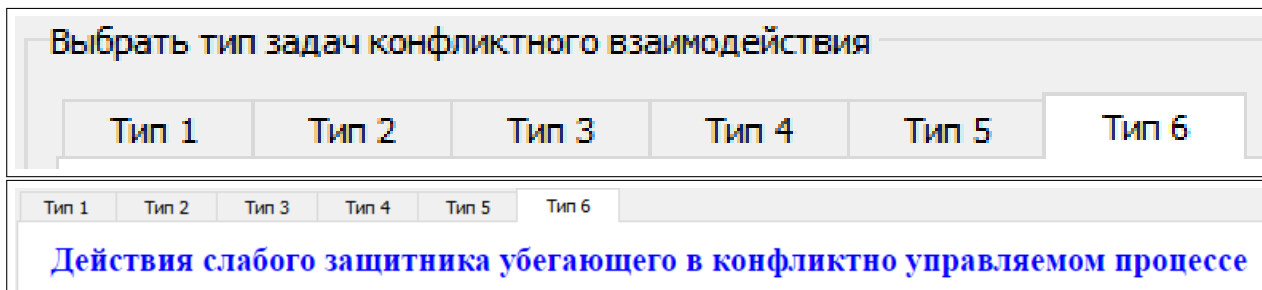 Выбрать тип задач конфликтного взаимодействия
Тип 1 Тип 2 Тип 3 Тип 4 Тип 5 Тип 6
Тип 1 Тип 2 Тип 3 Тип 4 Тип 5 Тип 6
Действия слабого защитника убегающего в конфликтно управляемом процессе